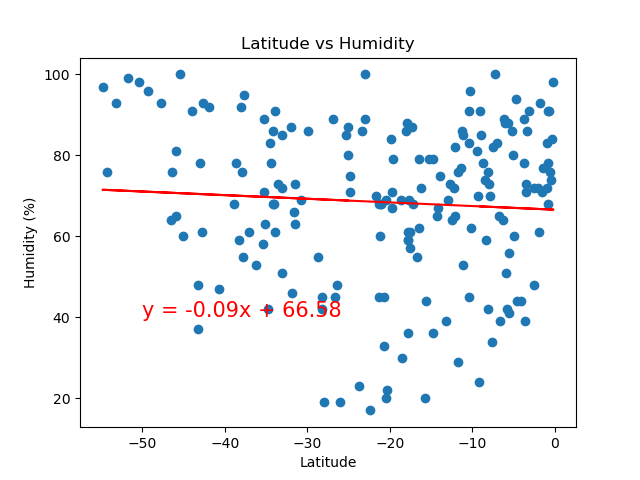 Latitude vs Humidity
100
80
60
40
20
Humidity (%)
y = -0.09x + 66.58
−50 −40 −30 −20 −10 0
Latitude